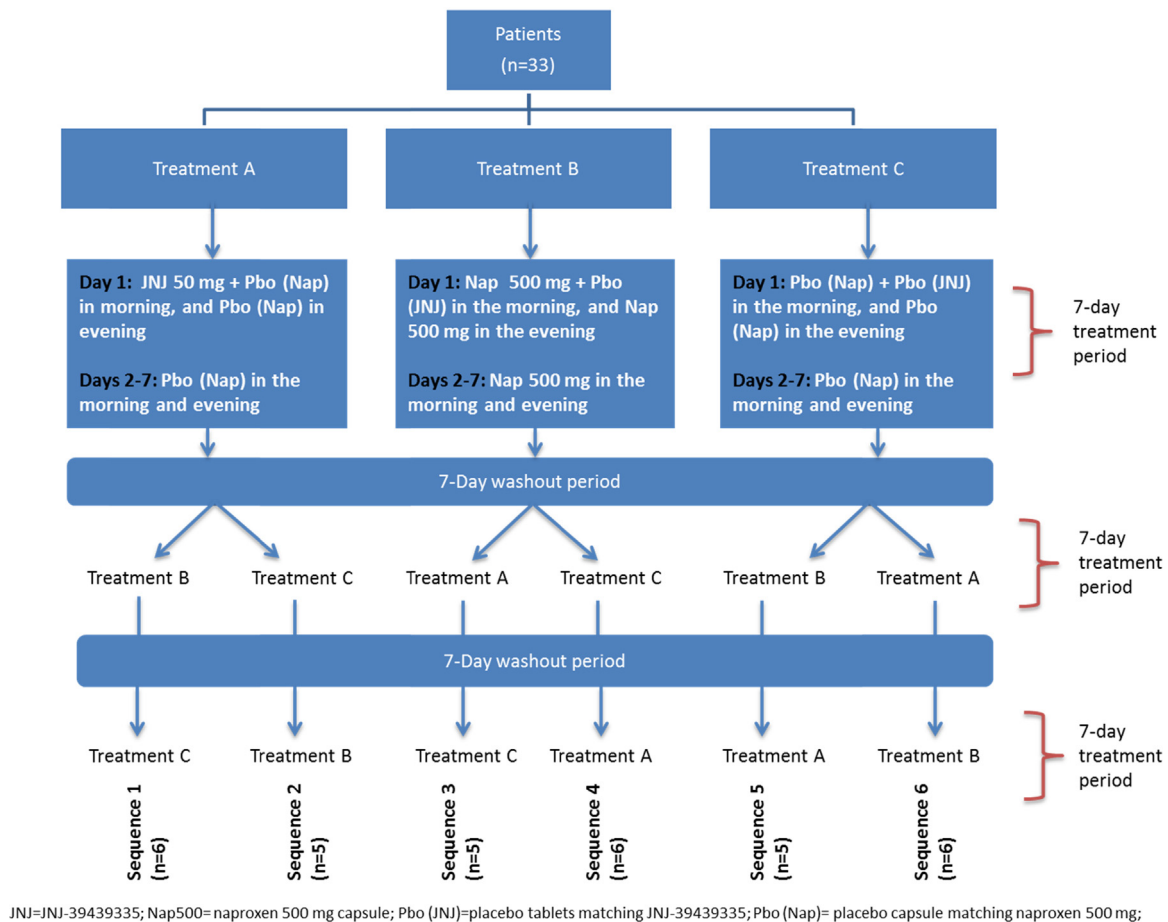 Patients
(n=33)
Treatment A
Treatment B
Treatment C
Day 1: JNJ 50 mg + Pbo (Nap)
in morning, and Pbo (Nap) in
evening
Days 2-7: Pbo (Nap) in the
morning and evening
Day 1: Nap 500 mg + Pbo
(JNJ) in the morning, and Nap
500 mg in the evening
Days 2-7: Nap 500 mg in the
morning and evening
Day 1: Pbo (Nap) + Pbo (JNJ)
in the morning, and Pbo
(Nap) in the evening
Days 2-7: Pbo (Nap) in the
morning and evening
7-day
treatment
period
7-Day washout period
Treatment B
Treatment C
Treatment A
Treatment C
Treatment B
Treatment A
7-day
treatment
period
7-Day washout period
Treatment C
Treatment B
Treatment C
Treatment A
Treatment A
Treatment B
7-day
treatment
period
Sequence 1
(n=6)
Sequence 2
(n=5)
Sequence 3
(n=5)
Sequence 4
(n=6)
Sequence 5
(n=5)
Sequence 6
(n=6)
JNJ=JNJ-39439335; Nap500= naproxen 500 mg capsule; Pbo (JNJ)=placebo tablets matching JNJ-39439335; Pbo (Nap)= placebo capsule matching naproxen 500 mg;